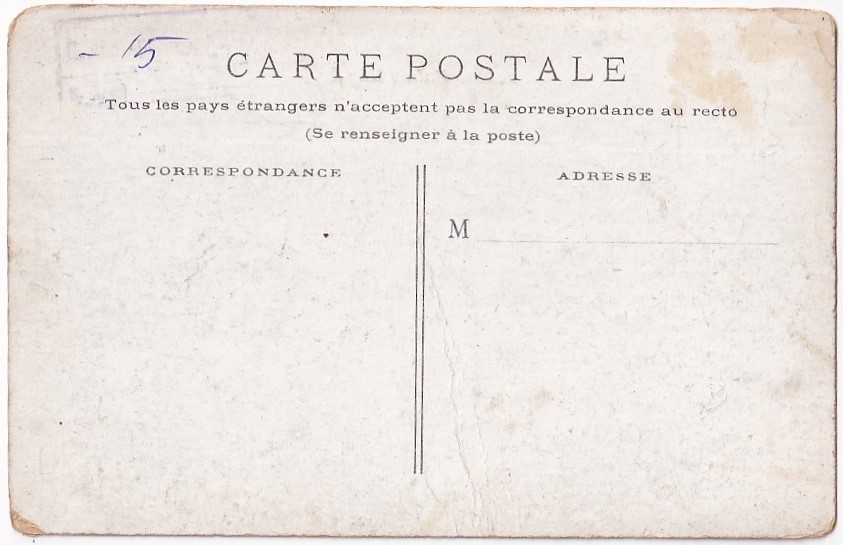 - 15
CARTE POSTALE
Tous les pays étrangers n'acceptent pas la correspondance au recto
(Se renseigner à la poste)
CORRESPONDANCE
ADRESSE
M